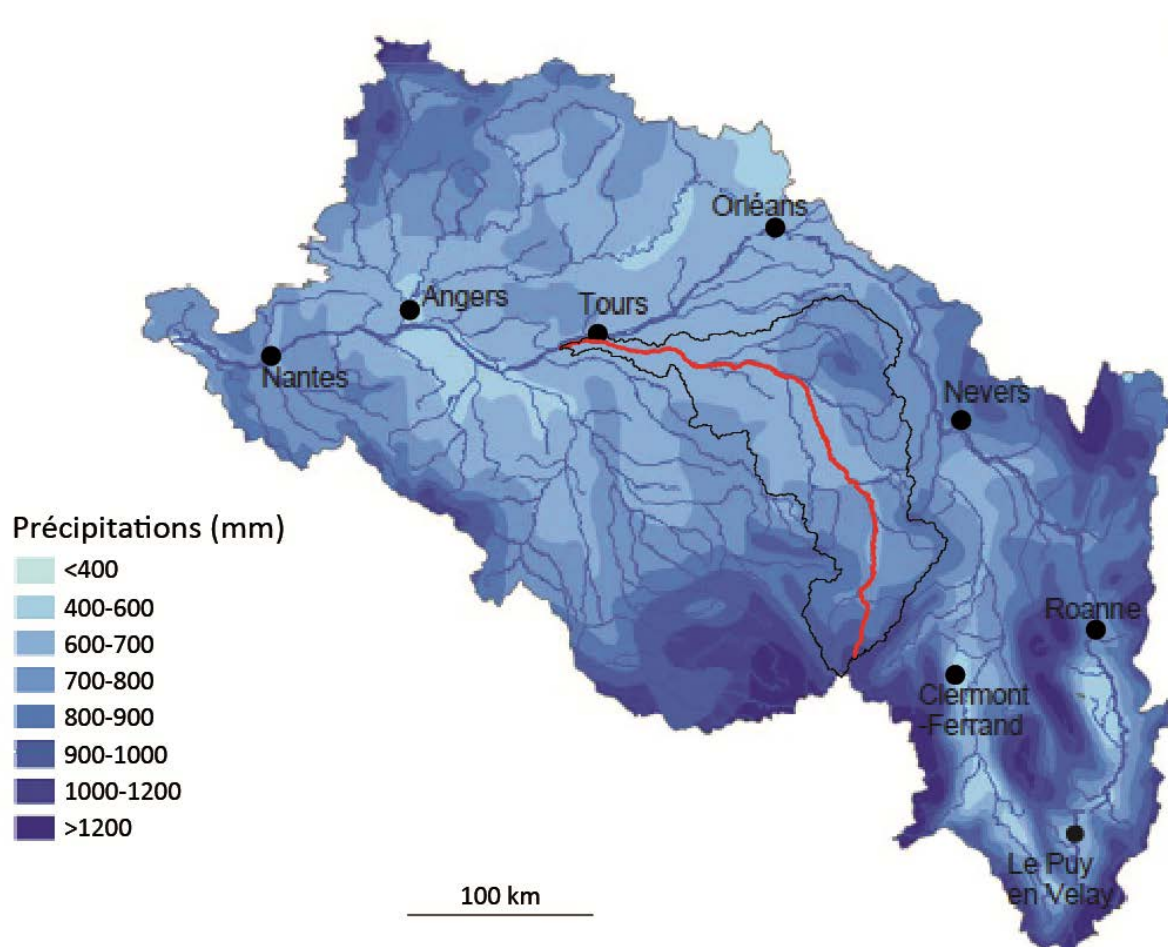 Orléans
Angers
Tours
Nantes
Nevers
Précipitations (mm)
<400
400-600
600-700
700-800
800-900
900-1000
1000-1200
>1200
Roanne
Clermont
-Ferrand
Le Puy
en Velay
100 km